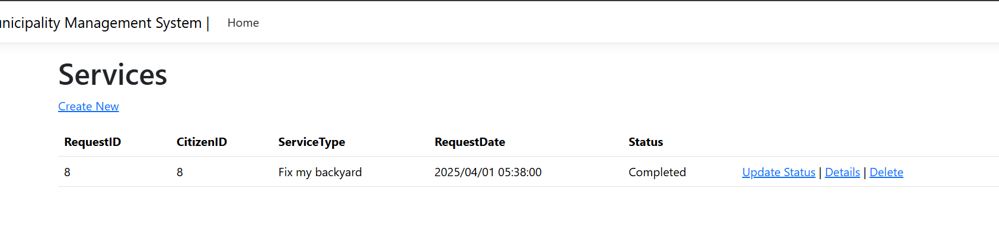 nicipality Management System | Home
Services
Create New
RequestID CitizenID ServiceType RequestDate Status
8 8 Fix my backyard 2025/04/01 05:38:00 Completed Update Status | Details | Delete